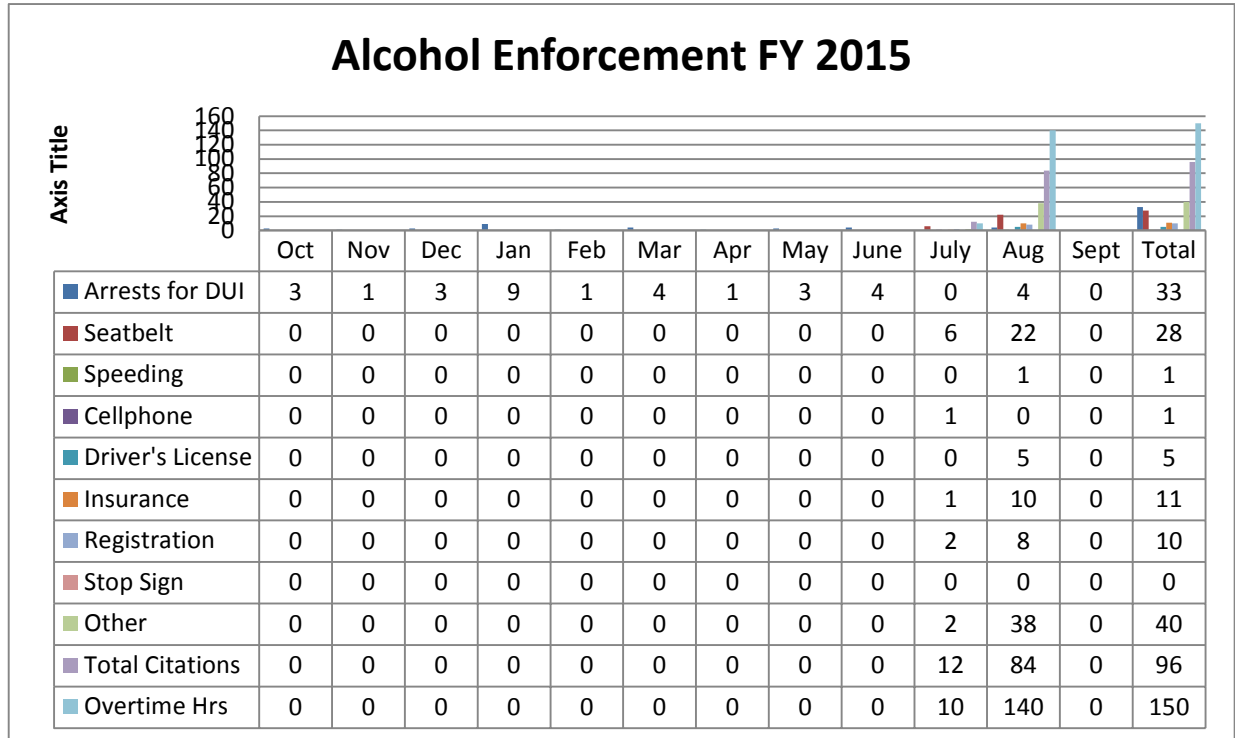 Alcohol Enforcement FY 2015
Axis Title
160
140
120
100
80
60
40
20
0
Oct Nov Dec Jan Feb Mar Apr May June July Aug Sept Total
Arrests for DUI 3 1 3 9 1 4 1 3 4 0 4 0 33
Seatbelt 0 0 0 0 0 0 0 0 0 6 22 0 28
Speeding 0 0 0 0 0 0 0 0 0 0 1 0 1
Cellphone 0 0 0 0 0 0 0 0 0 1 0 0 1
Driver's License 0 0 0 0 0 0 0 0 0 0 5 0 5
Insurance 0 0 0 0 0 0 0 0 0 1 10 0 11
Registration 0 0 0 0 0 0 0 0 0 2 8 0 10
Stop Sign 0 0 0 0 0 0 0 0 0 0 0 0 0
Other 0 0 0 0 0 0 0 0 0 2 38 0 40
Total Citations 0 0 0 0 0 0 0 0 0 12 84 0 96
Overtime Hrs 0 0 0 0 0 0 0 0 0 10 140 0 150